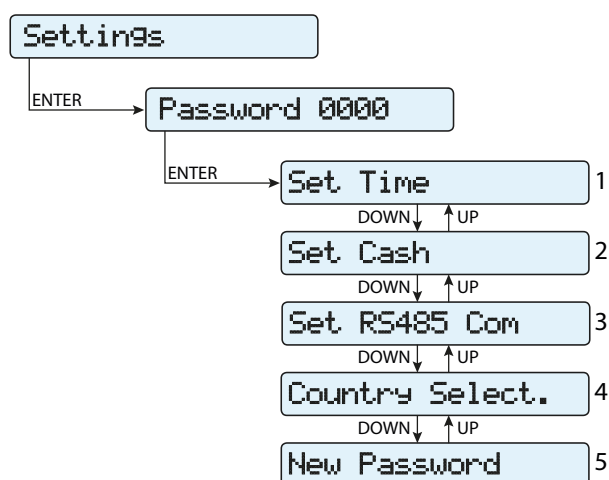 Settings
ENTER
Password 0000
ENTER
Set Time 1
DOWN UP
Set Cash 2
DOWN UP
Set RS485 Com 3
DOWN UP
Country Select. 4
DOWN UP
New Password 5